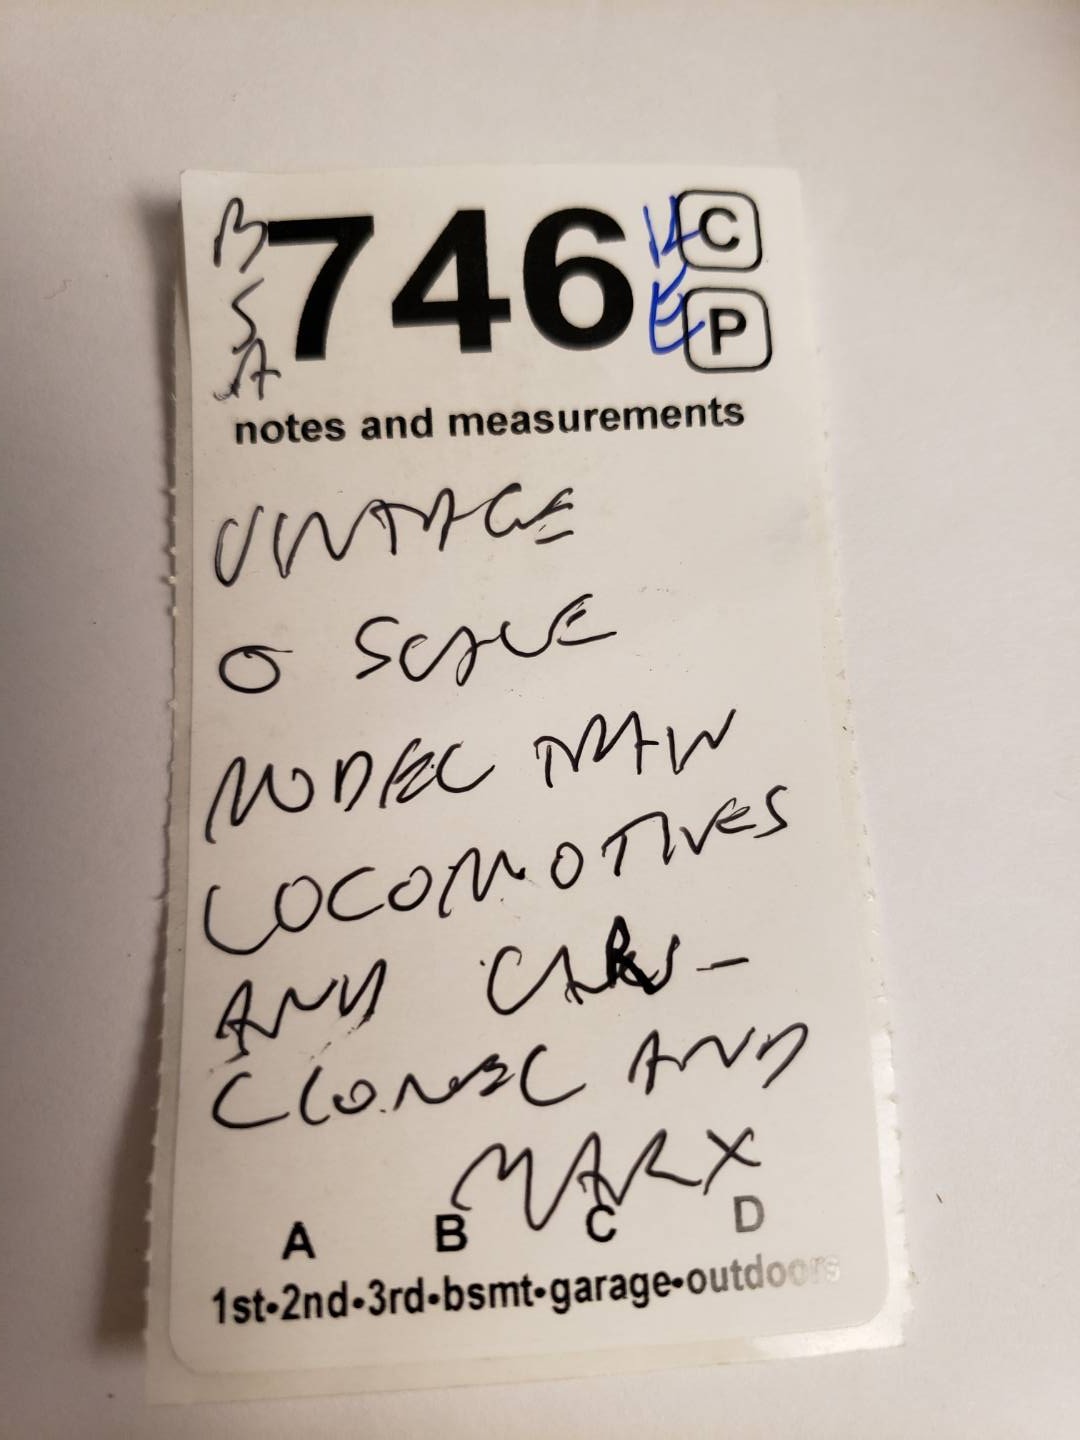 B
S
A
746
KE
C
P
notes and measurements
VINTAGE
O SCALE
MODEL TRAIN
LOCOMOTIVES
AND CARS -
LIONEL AND
MARX
A B C D
1st•2nd•3rd•bsmt•garage•outdoors